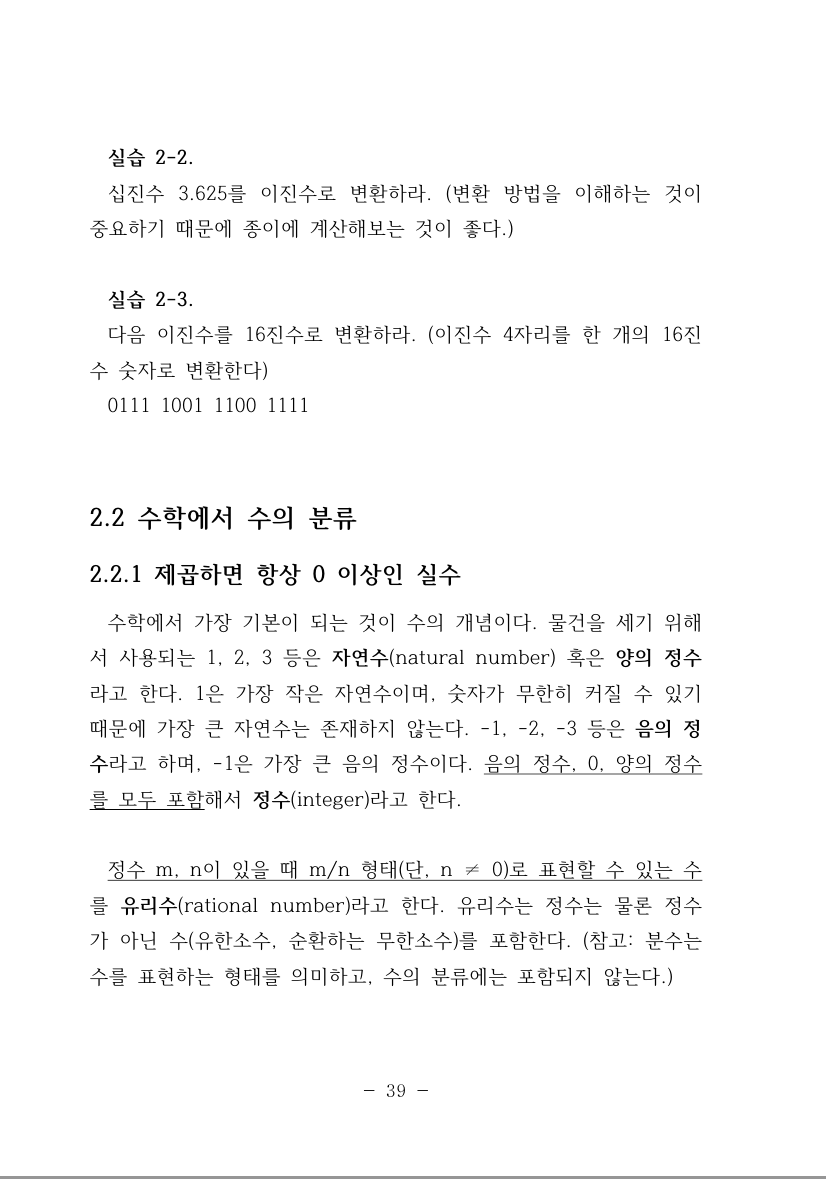 실습 2-2.
십진수 3.625를 이진수로 변환하라. (변환 방법을 이해하는 것이
중요하기 때문에 종이에 계산해보는 것이 좋다.)
실습 2-3.
다음 이진수를 16진수로 변환하라. (이진수 4자리를 한 개의 16진
수 숫자로 변환한다)
0111 1001 1100 1111
2.2 수학에서 수의 분류
2.2.1 제곱하면 항상 0 이상인 실수
수학에서 가장 기본이 되는 것이 수의 개념이다. 물건을 세기 위해
서 사용되는 1, 2, 3 등은 자연수(natural number) 혹은 양의 정수
라고 한다. 1은 가장 작은 자연수이며, 숫자가 무한히 커질 수 있기
때문에 가장 큰 자연수는 존재하지 않는다. -1, -2, -3 등은 음의 정
수라고 하며, -1은 가장 큰 음의 정수이다. 음의 정수, 0, 양의 정수
를 모두 포함해서 정수(integer)라고 한다.
정수 m, n이 있을 때 m/n 형태(단, n ≠ 0)로 표현할 수 있는 수
를 유리수(rational number)라고 한다. 유리수는 정수는 물론 정수
가 아닌 수(유한소수, 순환하는 무한소수)를 포함한다. (참고: 분수는
수를 표현하는 형태를 의미하고, 수의 분류에는 포함되지 않는다.)
- 39 -